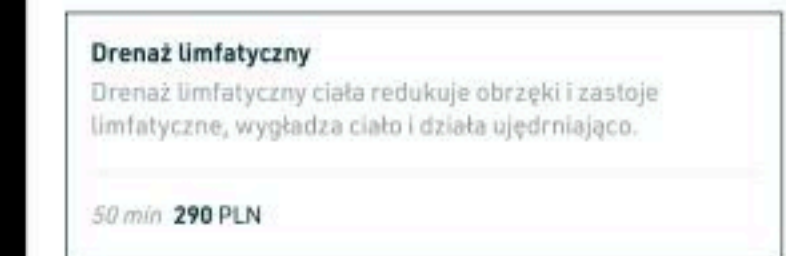 Drenaż limfatyczny
Drenaż limfatyczny ciała redukuje obrzęki i zastoje
limfatyczne, wygładza ciało i działa ujędrniająco.
50 min 290 PLN